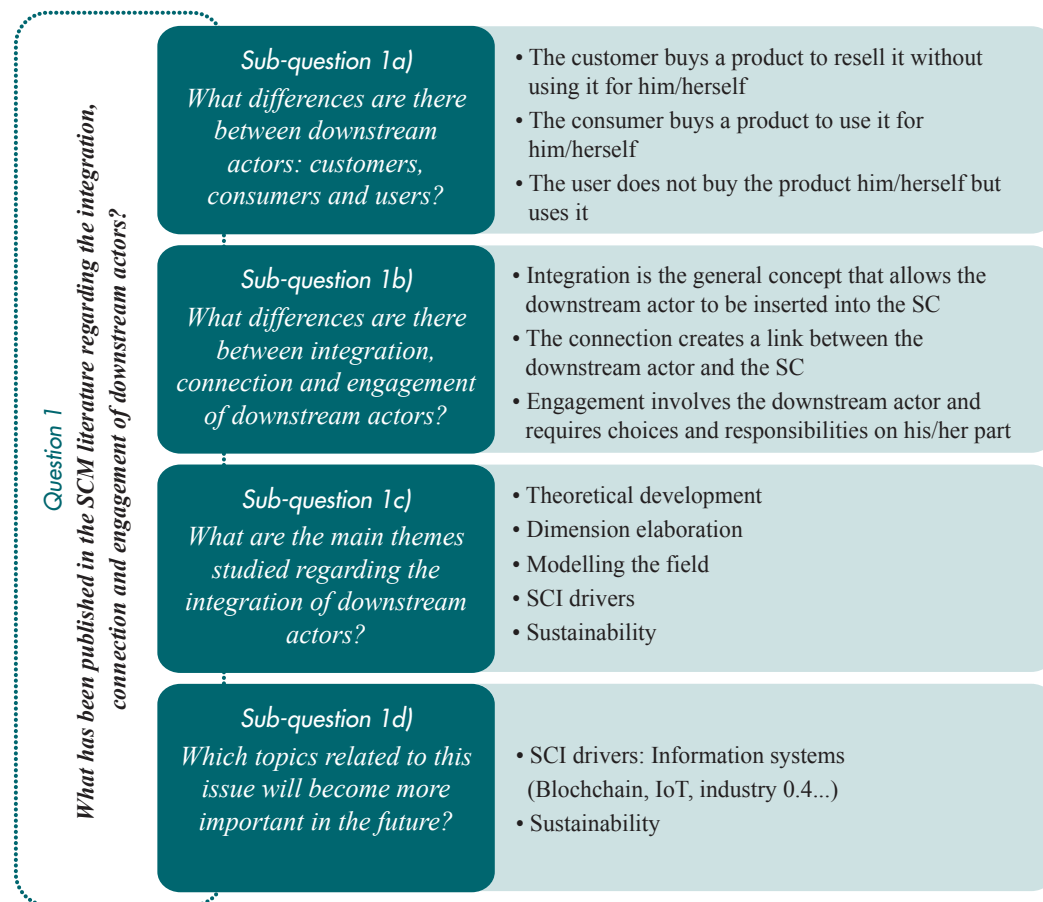 Question 1
What has been published in the SCM literature regarding the integration,
connection and engagement of downstream actors?
Sub-question 1a)
What differences are there
between downstream
actors: customers,
consumers and users?
• The customer buys a product to resell it without
using it for him/herself
• The consumer buys a product to use it for
him/herself
• The user does not buy the product him/herself but
uses it
Sub-question 1b)
What differences are there
between integration,
connection and engagement
of downstream actors?
• Integration is the general concept that allows the
downstream actor to be inserted into the SC
• The connection creates a link between the
downstream actor and the SC
• Engagement involves the downstream actor and
requires choices and responsibilities on his/her part
Sub-question 1c)
What are the main themes
studied regarding the
integration of downstream
actors?
• Theoretical development
• Dimension elaboration
• Modelling the field
• SCI drivers
• Sustainability
Sub-question 1d)
Which topics related to this
issue will become more
important in the future?
• SCI drivers: Information systems
(Blochchain, IoT, industry 0.4...)
• Sustainability